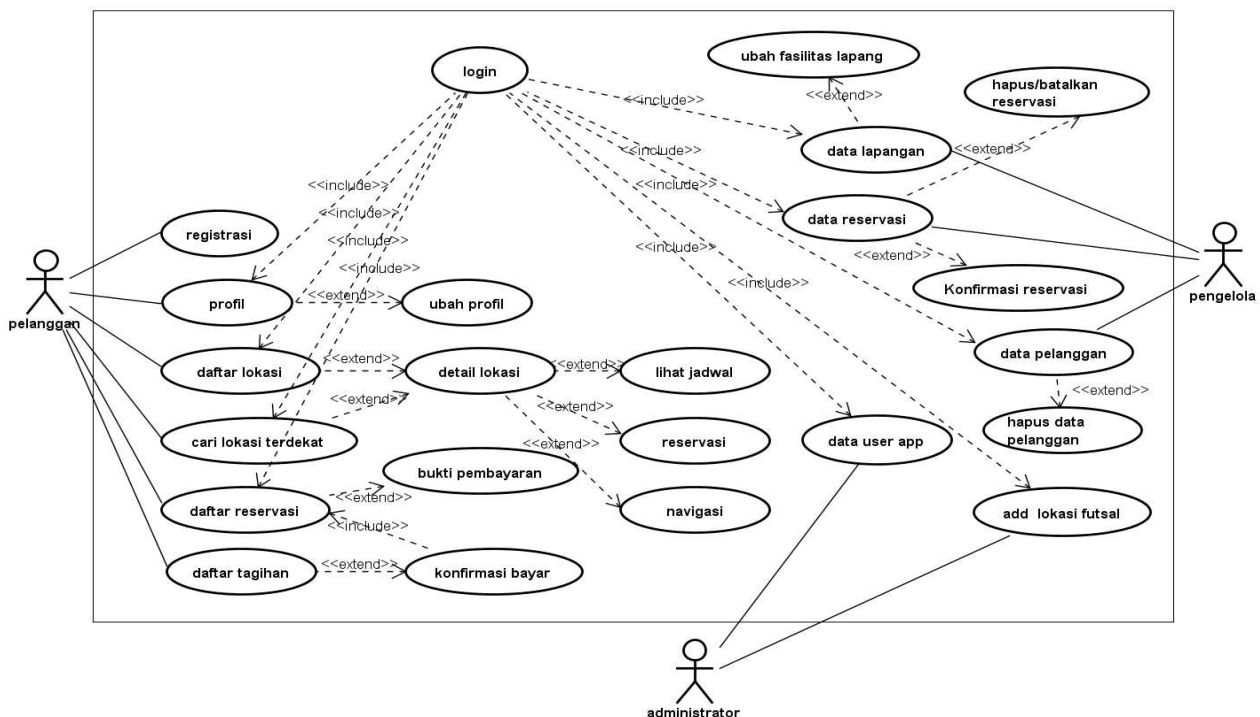 ubah fasilitas lapang
login
hapus/batalkan
reservasi
<<include>>
<<extend>>
<<include>>
data lapangan
<<include>>
<<extend>>
<<include>>
<<include>>
<<include>>
data reservasi
registrasi
<<include>>
<<include>>
<<extend>>
<<include>>
Konfirmasi reservasi
profil
<<extend>>
ubah profil
<<include>>
pelanggan
pengelola
daftar lokasi
<<extend>>
detail lokasi
<<extend>>
lihat jadwal
data pelanggan
<<extend>>
<<extend>>
hapus data
pelanggan
cari lokasi terdekat
<<extend>>
<<extend>>
reservasi
data user app
bukti pembayaran
<<extend>>
daftar reservasi
navigasi
add lokasi futsal
<<include>>
daftar tagihan
<<extend>>
konfirmasi bayar
administrator